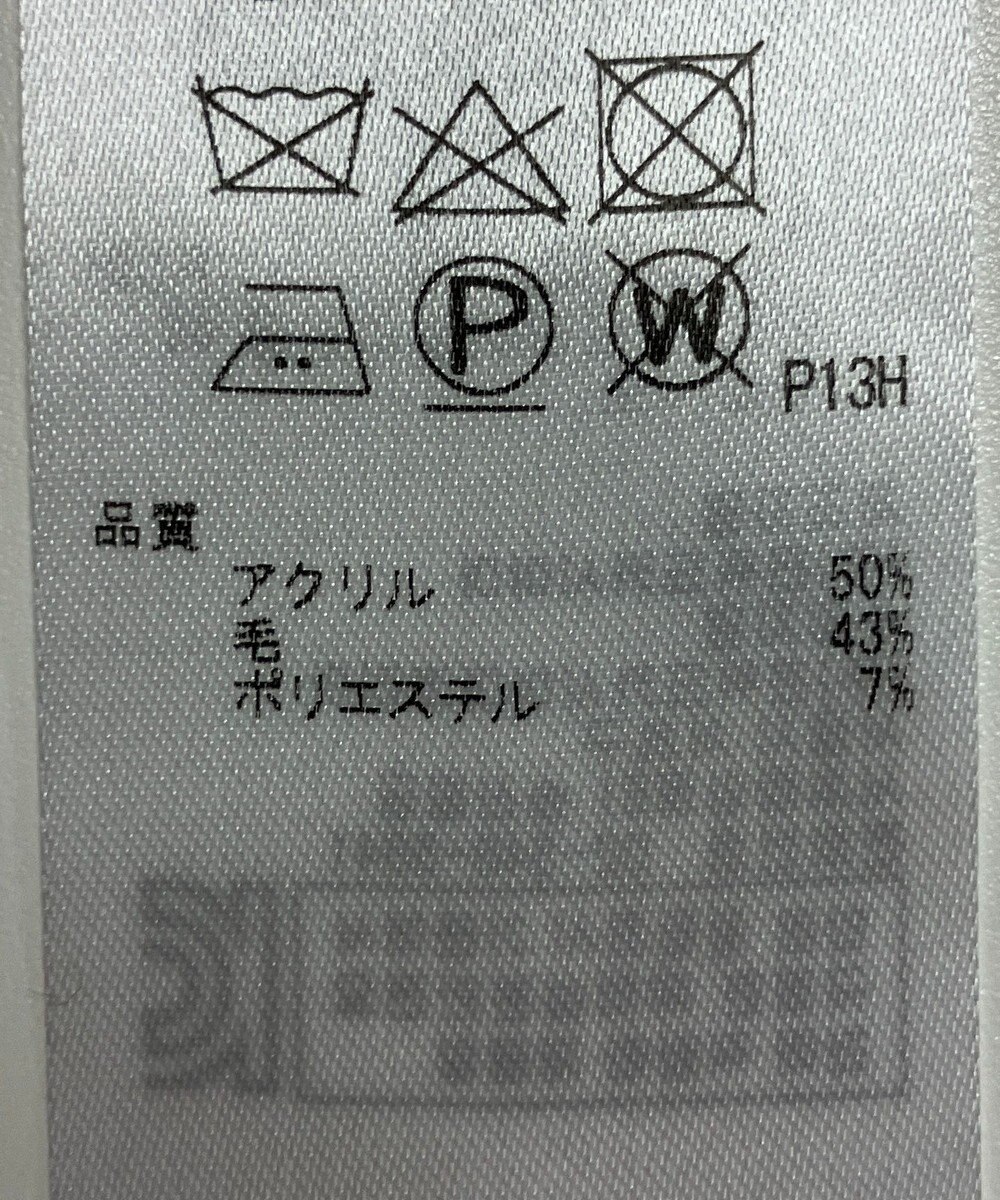 P W P13H
品質
アクリル 50%
毛 43%
ポリエステル 7%